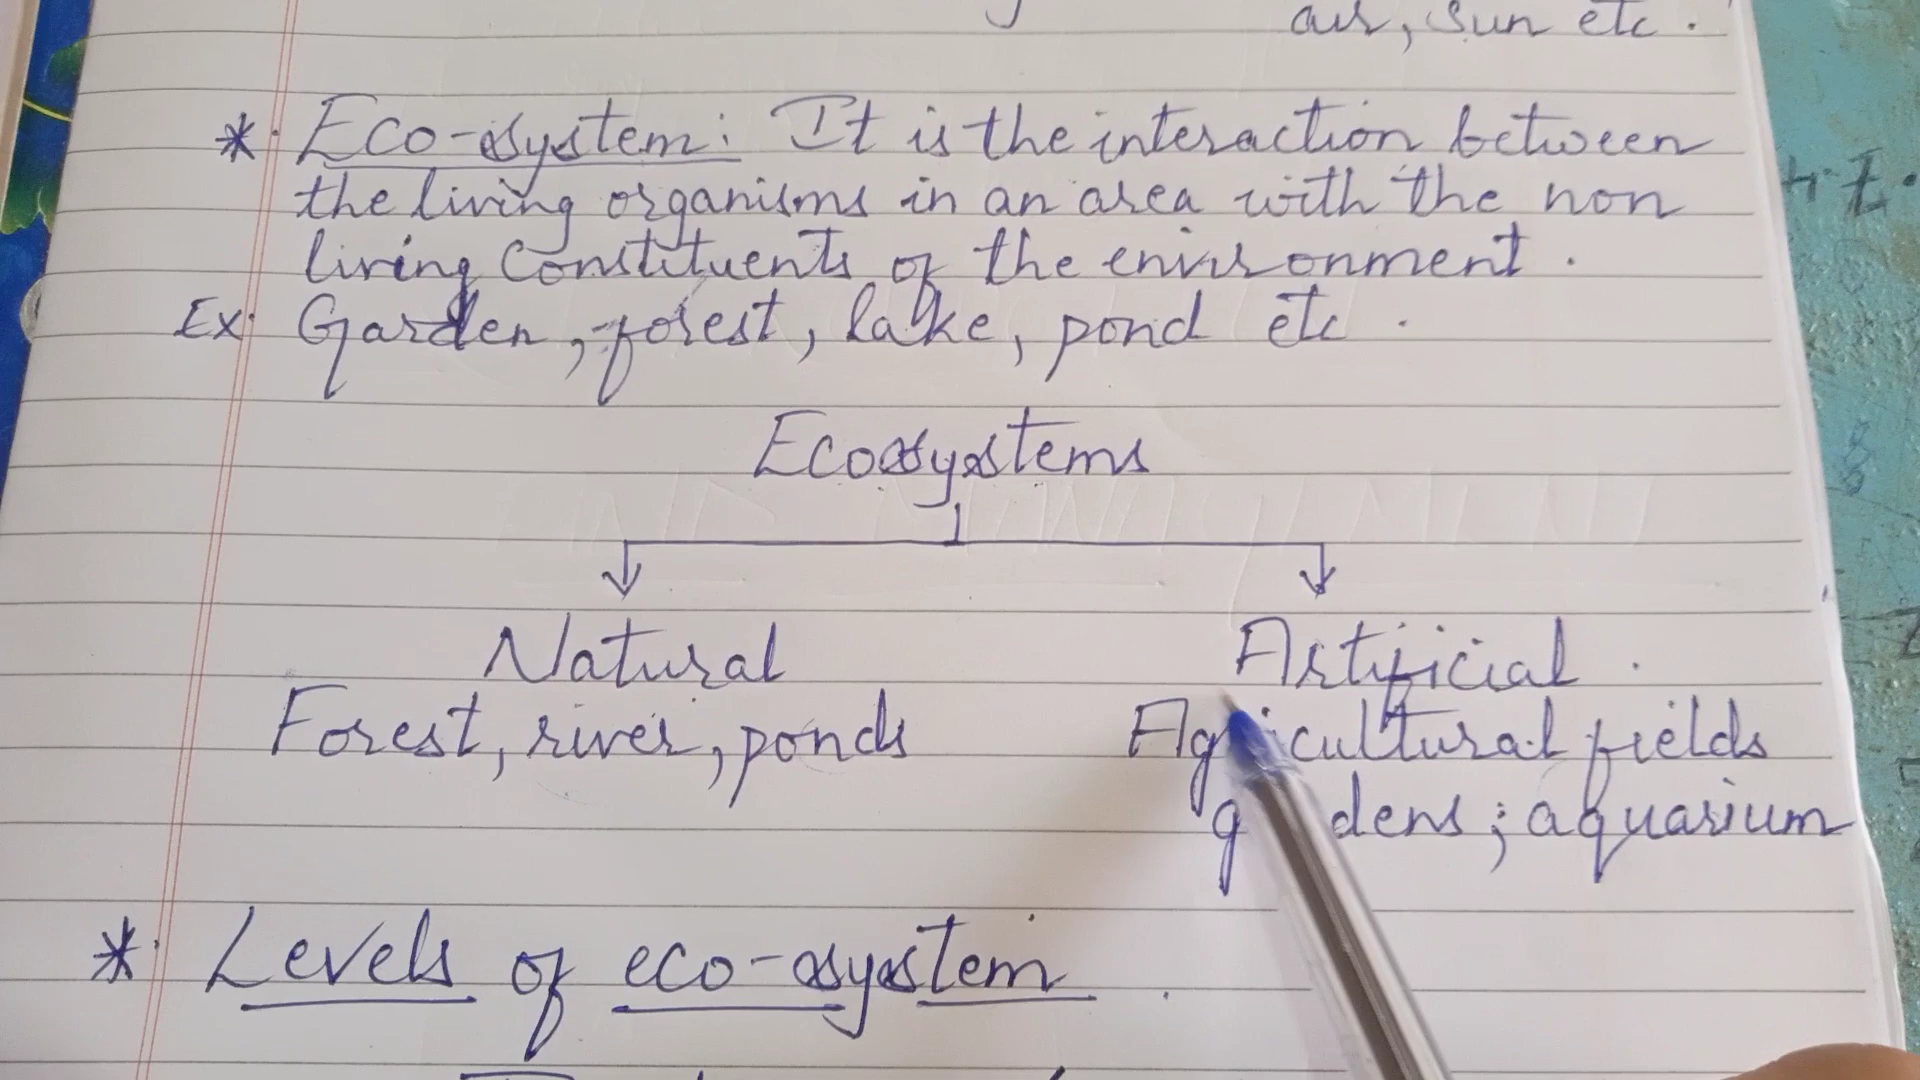 air, sun etc.
* Eco-system: It is the interaction between
the living organisms in an area with the non
living constituents of the environment.
Ex. Garden, forest, lake, pond etc.
Ecosystems
Natural Artificial
Forest, river, ponds Agricultural fields
gardens; aquarium
* Levels of eco-system